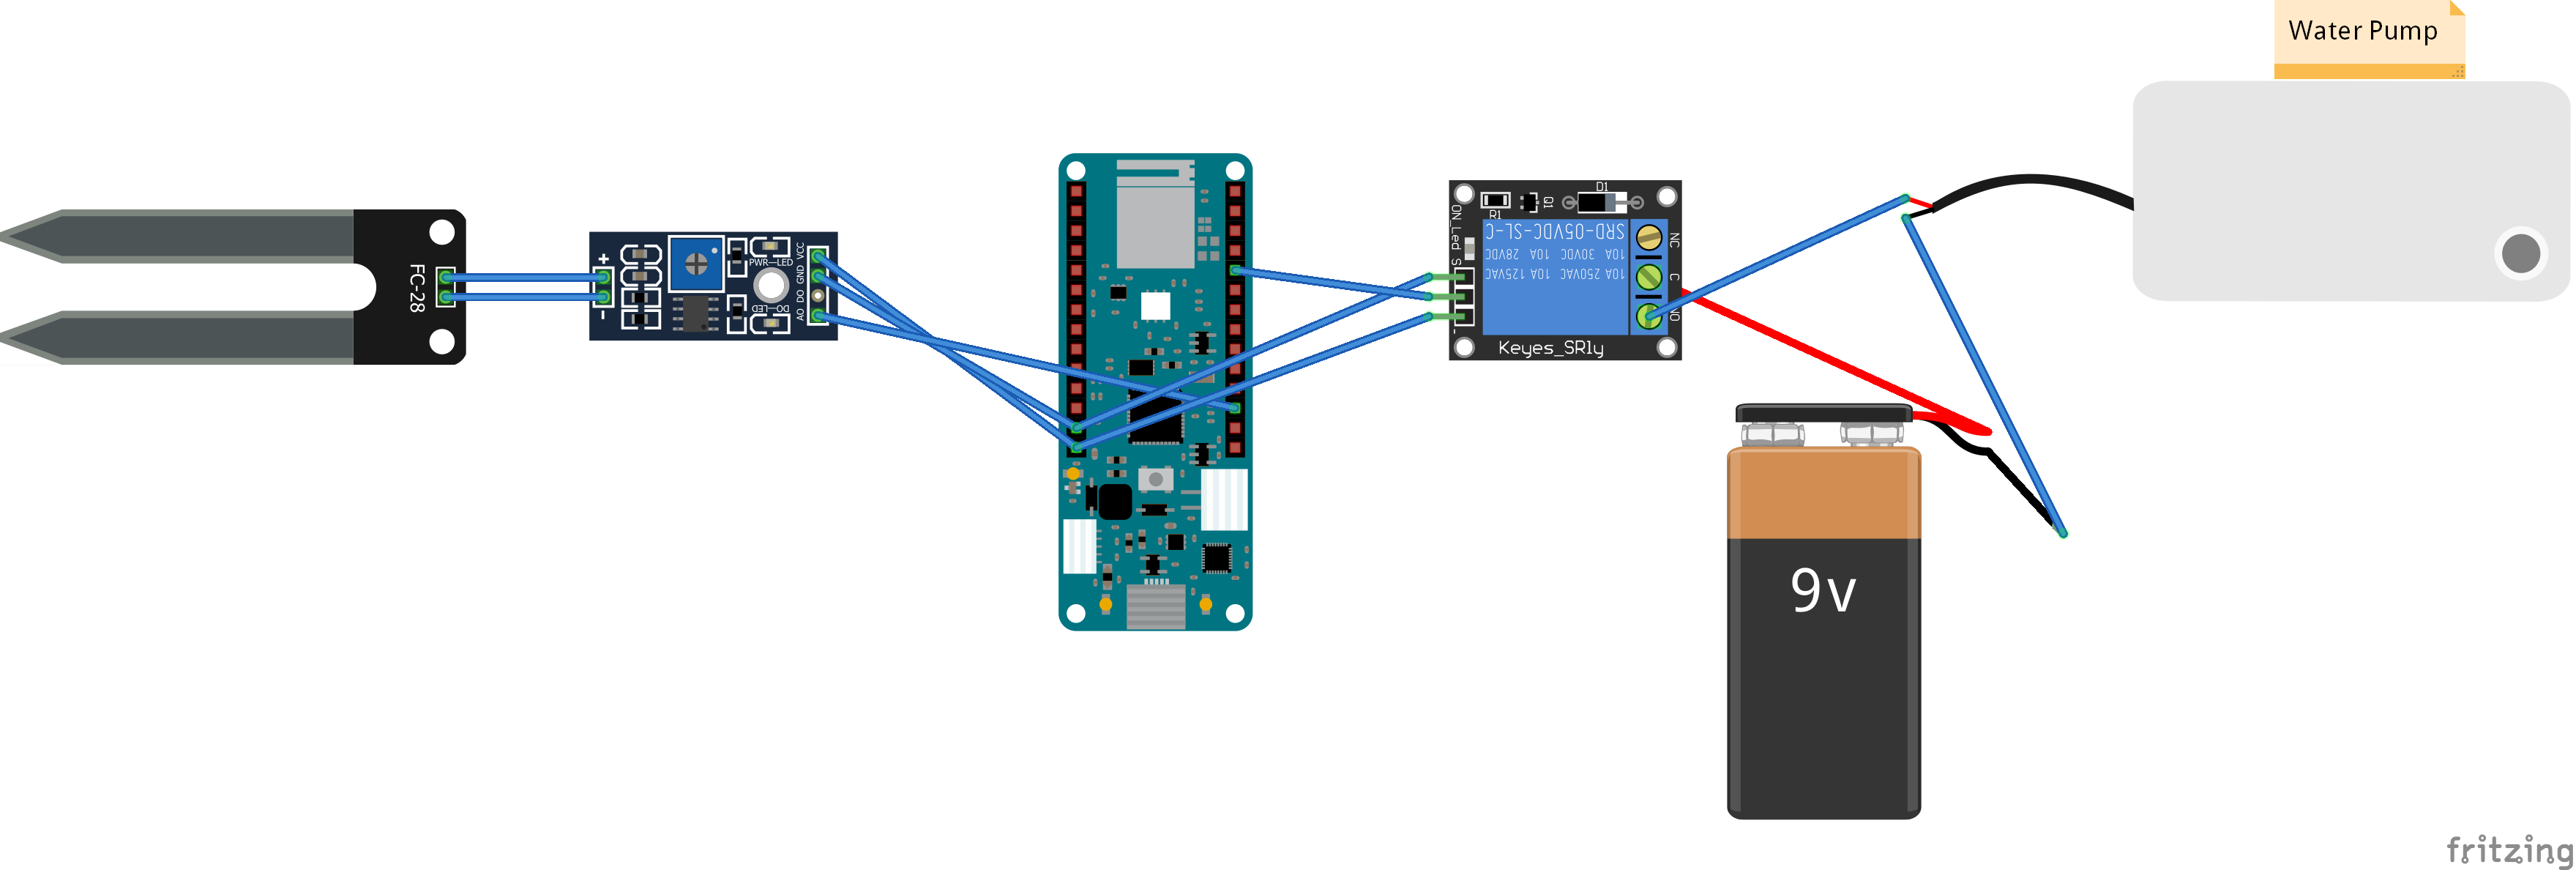 Water Pump
FC-28
+
-
PWR-LED
DO-LED
VCC
GND
DO
AO
ON_Led
S
-
R1
Q1
D1
SRD-05VDC-SL-C
10A 30VDC 10A 28VDC
10A 250VAC 10A 125VAC
NC
C
NO
Keyes_SRly
9v
fritzing